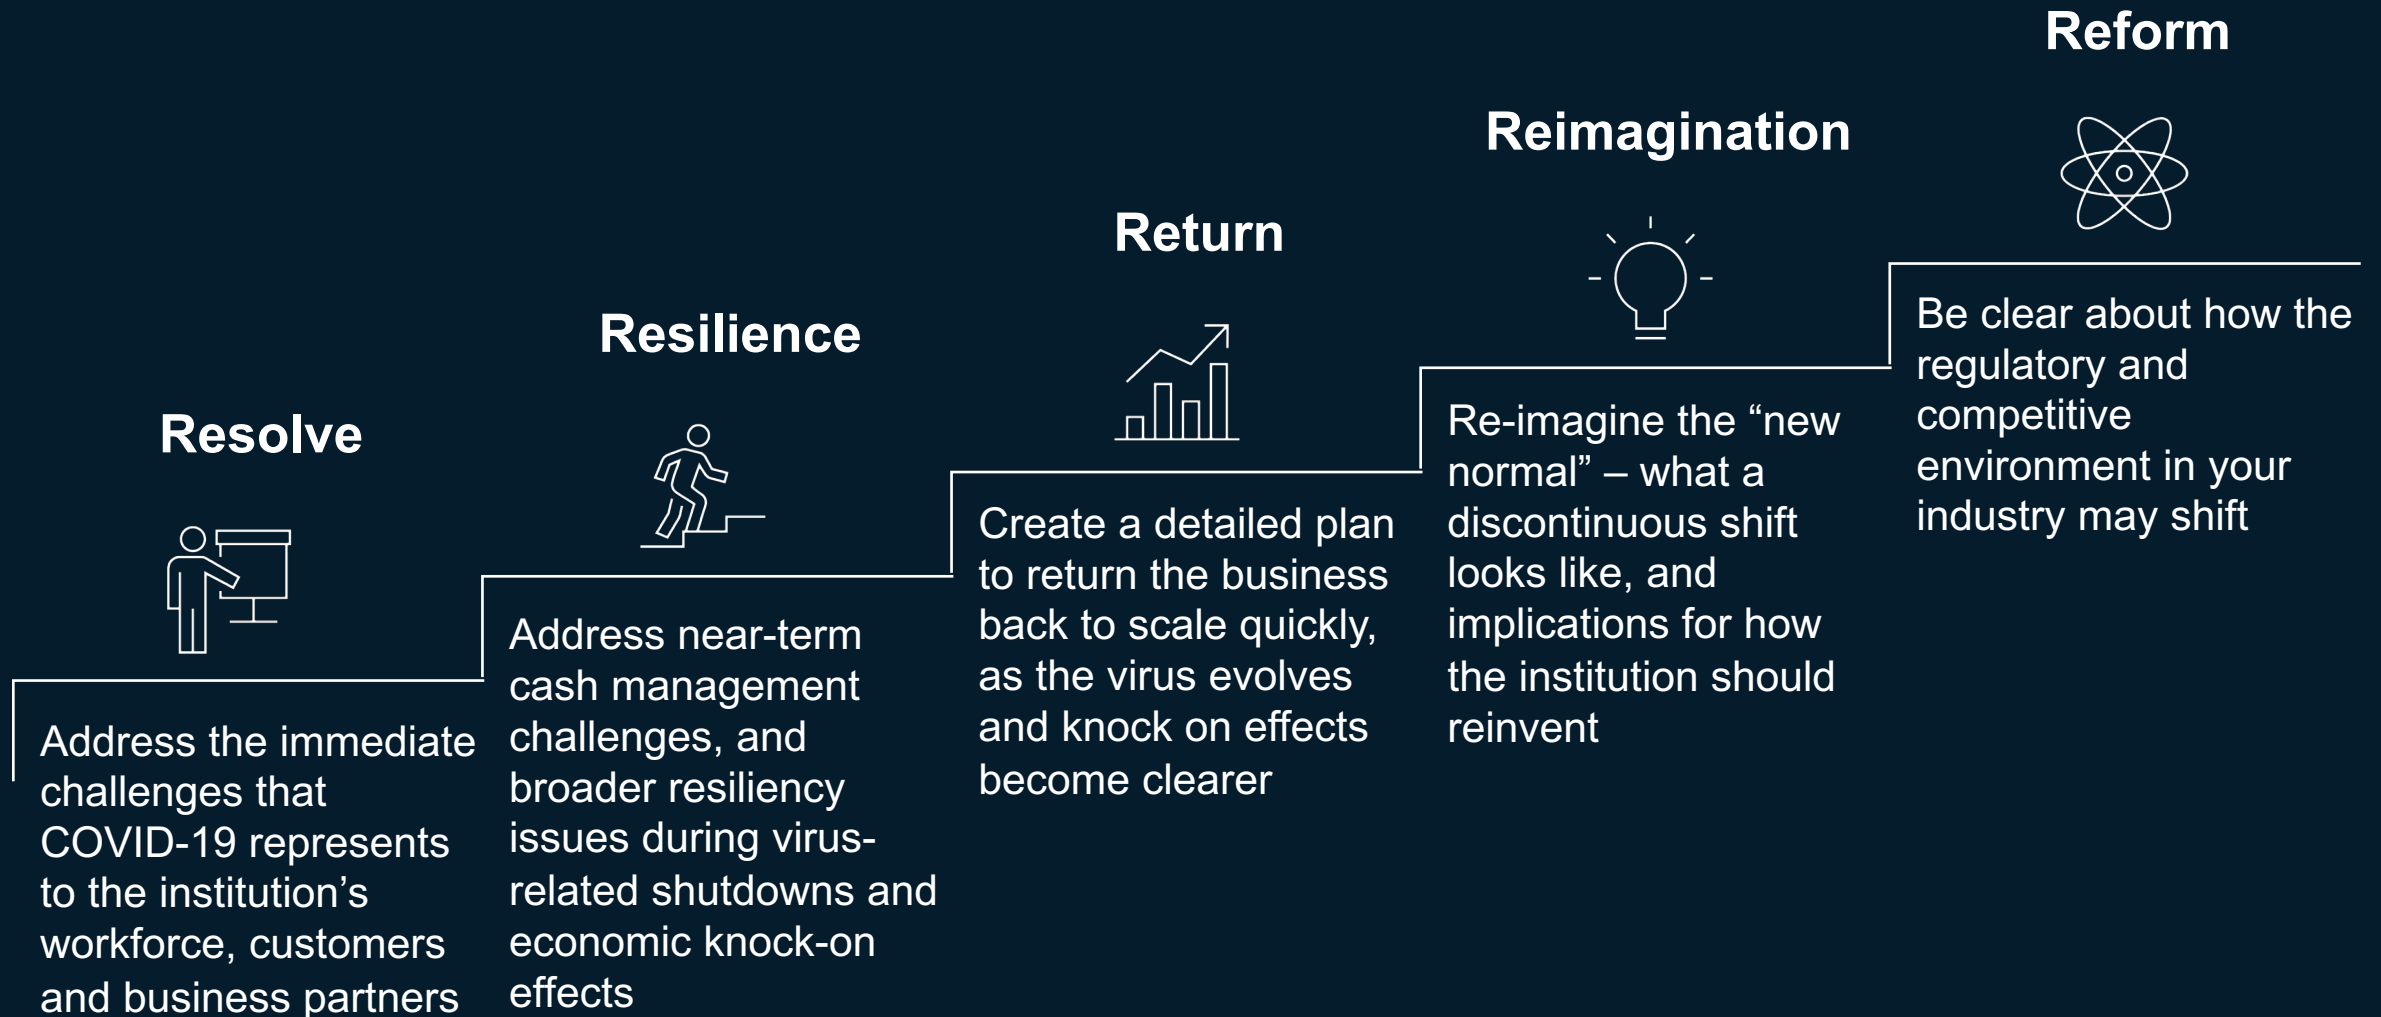 Resolve
Address the immediate
challenges that
COVID-19 represents
to the institution’s
workforce, customers
and business partners
Resilience
Address near-term
cash management
challenges, and
broader resiliency
issues during virus-
related shutdowns and
economic knock-on
effects
Return
Create a detailed plan
to return the business
back to scale quickly,
as the virus evolves
and knock on effects
become clearer
Reimagination
Re-imagine the “new
normal” – what a
discontinuous shift
looks like, and
implications for how
the institution should
reinvent
Reform
Be clear about how the
regulatory and
competitive
environment in your
industry may shift